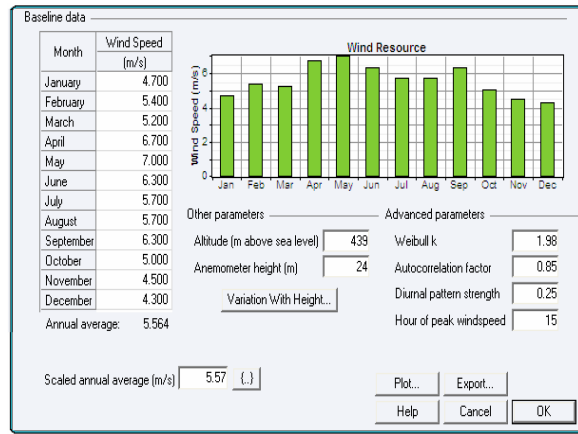 Baseline data
Month Wind Speed
(m/s)
January 4.700
February 5.400
March 5.200
April 6.700
May 7.000
June 6.300
July 5.700
August 5.700
September 6.300
October 5.000
November 4.500
December 4.300
Annual average: 5.564
Wind Resource
Wind Speed (m/s)
6
4
2
0
Jan Feb Mar Apr May Jun Jul Aug Sep Oct Nov Dec
Other parameters
Altitude (m above sea level) 439
Anemometer height (m) 24
Variation With Height...
Advanced parameters
Weibull k 1.98
Autocorrelation factor 0.85
Diurnal pattern strength 0.25
Hour of peak windspeed 15
Scaled annual average (m/s) 5.57 {..}
Plot... Export...
Help Cancel OK